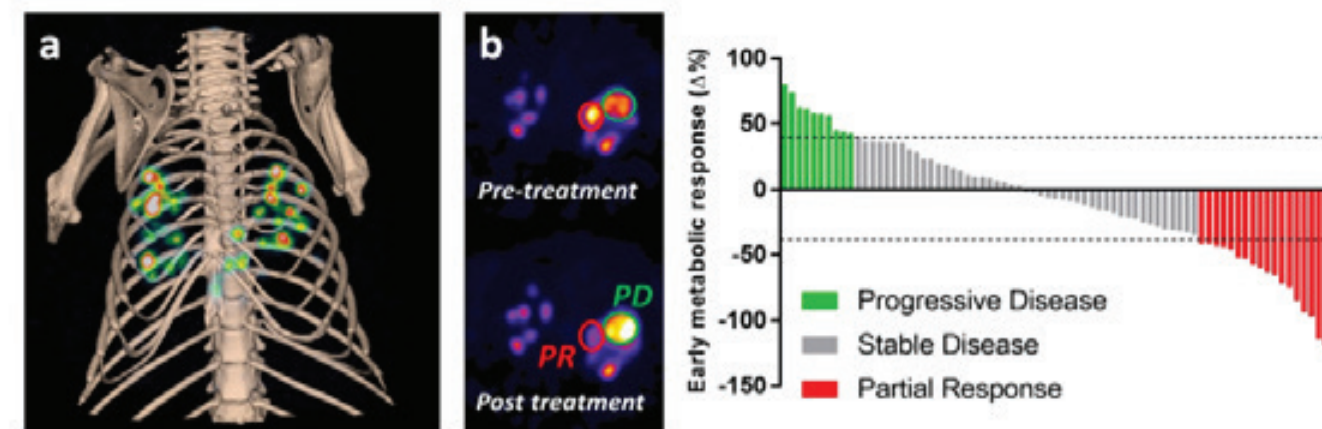 a
b
Pre-treatment
PD
PR
Post treatment
Early metabolic response (Δ%)
100
50
0
-50
-100
-150
Progressive Disease
Stable Disease
Partial Response